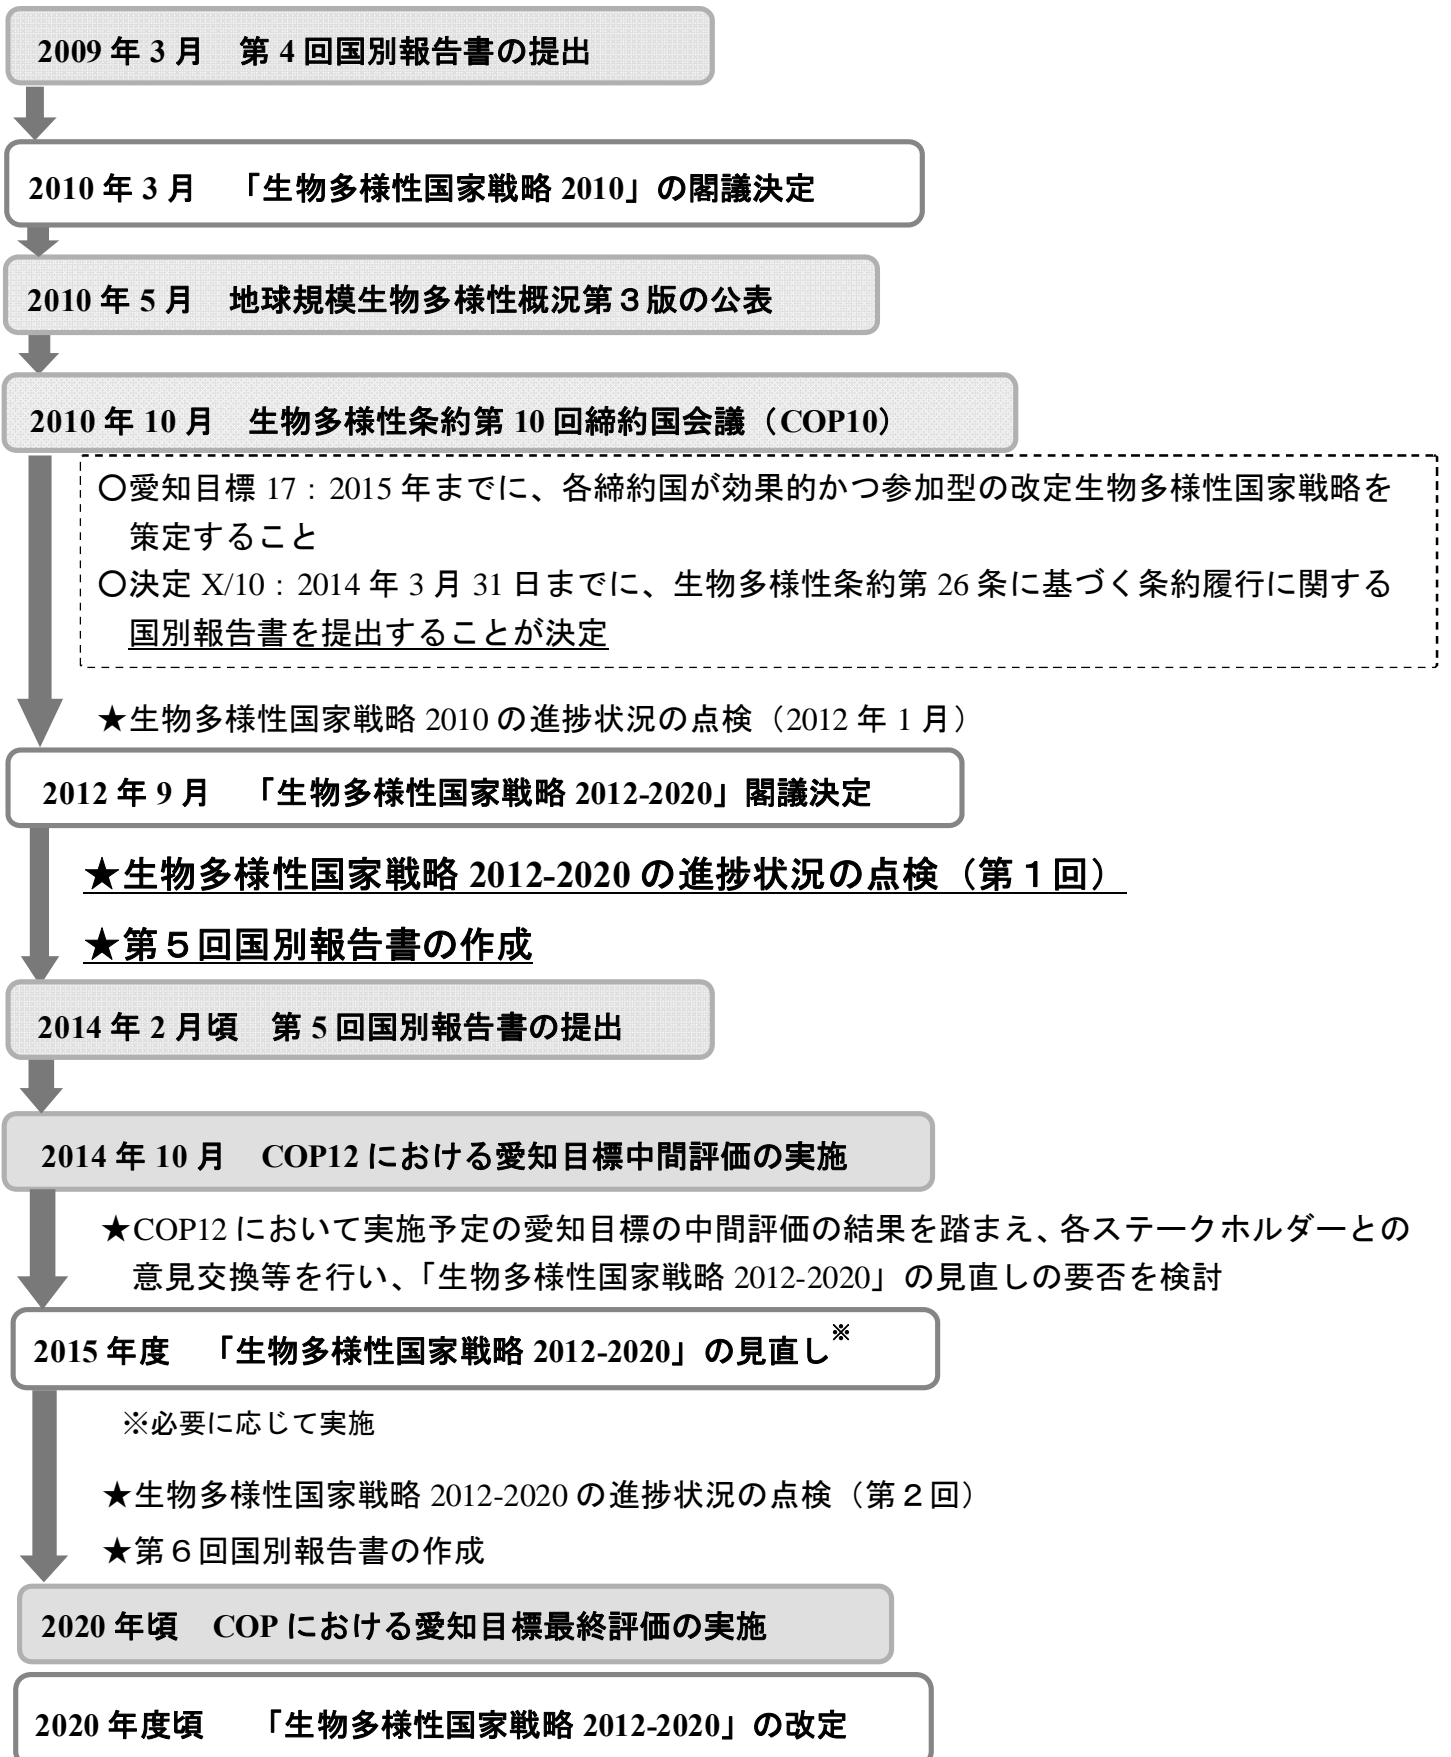 2009 年 3 月　第 4 回国別報告書の提出
2010 年 3 月　「生物多様性国家戦略 2010」の閣議決定
2010 年 5 月　地球規模生物多様性概況第３版の公表
2010 年 10 月　生物多様性条約第 10 回締約国会議（COP10）
○愛知目標 17：2015 年までに、各締約国が効果的かつ参加型の改定生物多様性国家戦略を
策定すること
○決定 X/10：2014 年 3 月 31 日までに、生物多様性条約第 26 条に基づく条約履行に関する
国別報告書を提出することが決定
★生物多様性国家戦略 2010 の進捗状況の点検（2012 年 1 月）
2012 年 9 月　「生物多様性国家戦略 2012-2020」閣議決定
★生物多様性国家戦略 2012-2020 の進捗状況の点検（第１回）
★第５回国別報告書の作成
2014 年 2 月頃　第 5 回国別報告書の提出
2014 年 10 月　COP12 における愛知目標中間評価の実施
★COP12 において実施予定の愛知目標の中間評価の結果を踏まえ、各ステークホルダーとの
意見交換等を行い、「生物多様性国家戦略 2012-2020」の見直しの要否を検討
2015 年度　「生物多様性国家戦略 2012-2020」の見直し※
※必要に応じて実施
★生物多様性国家戦略 2012-2020 の進捗状況の点検（第２回）
★第６回国別報告書の作成
2020 年頃　COP における愛知目標最終評価の実施
2020 年度頃　「生物多様性国家戦略 2012-2020」の改定